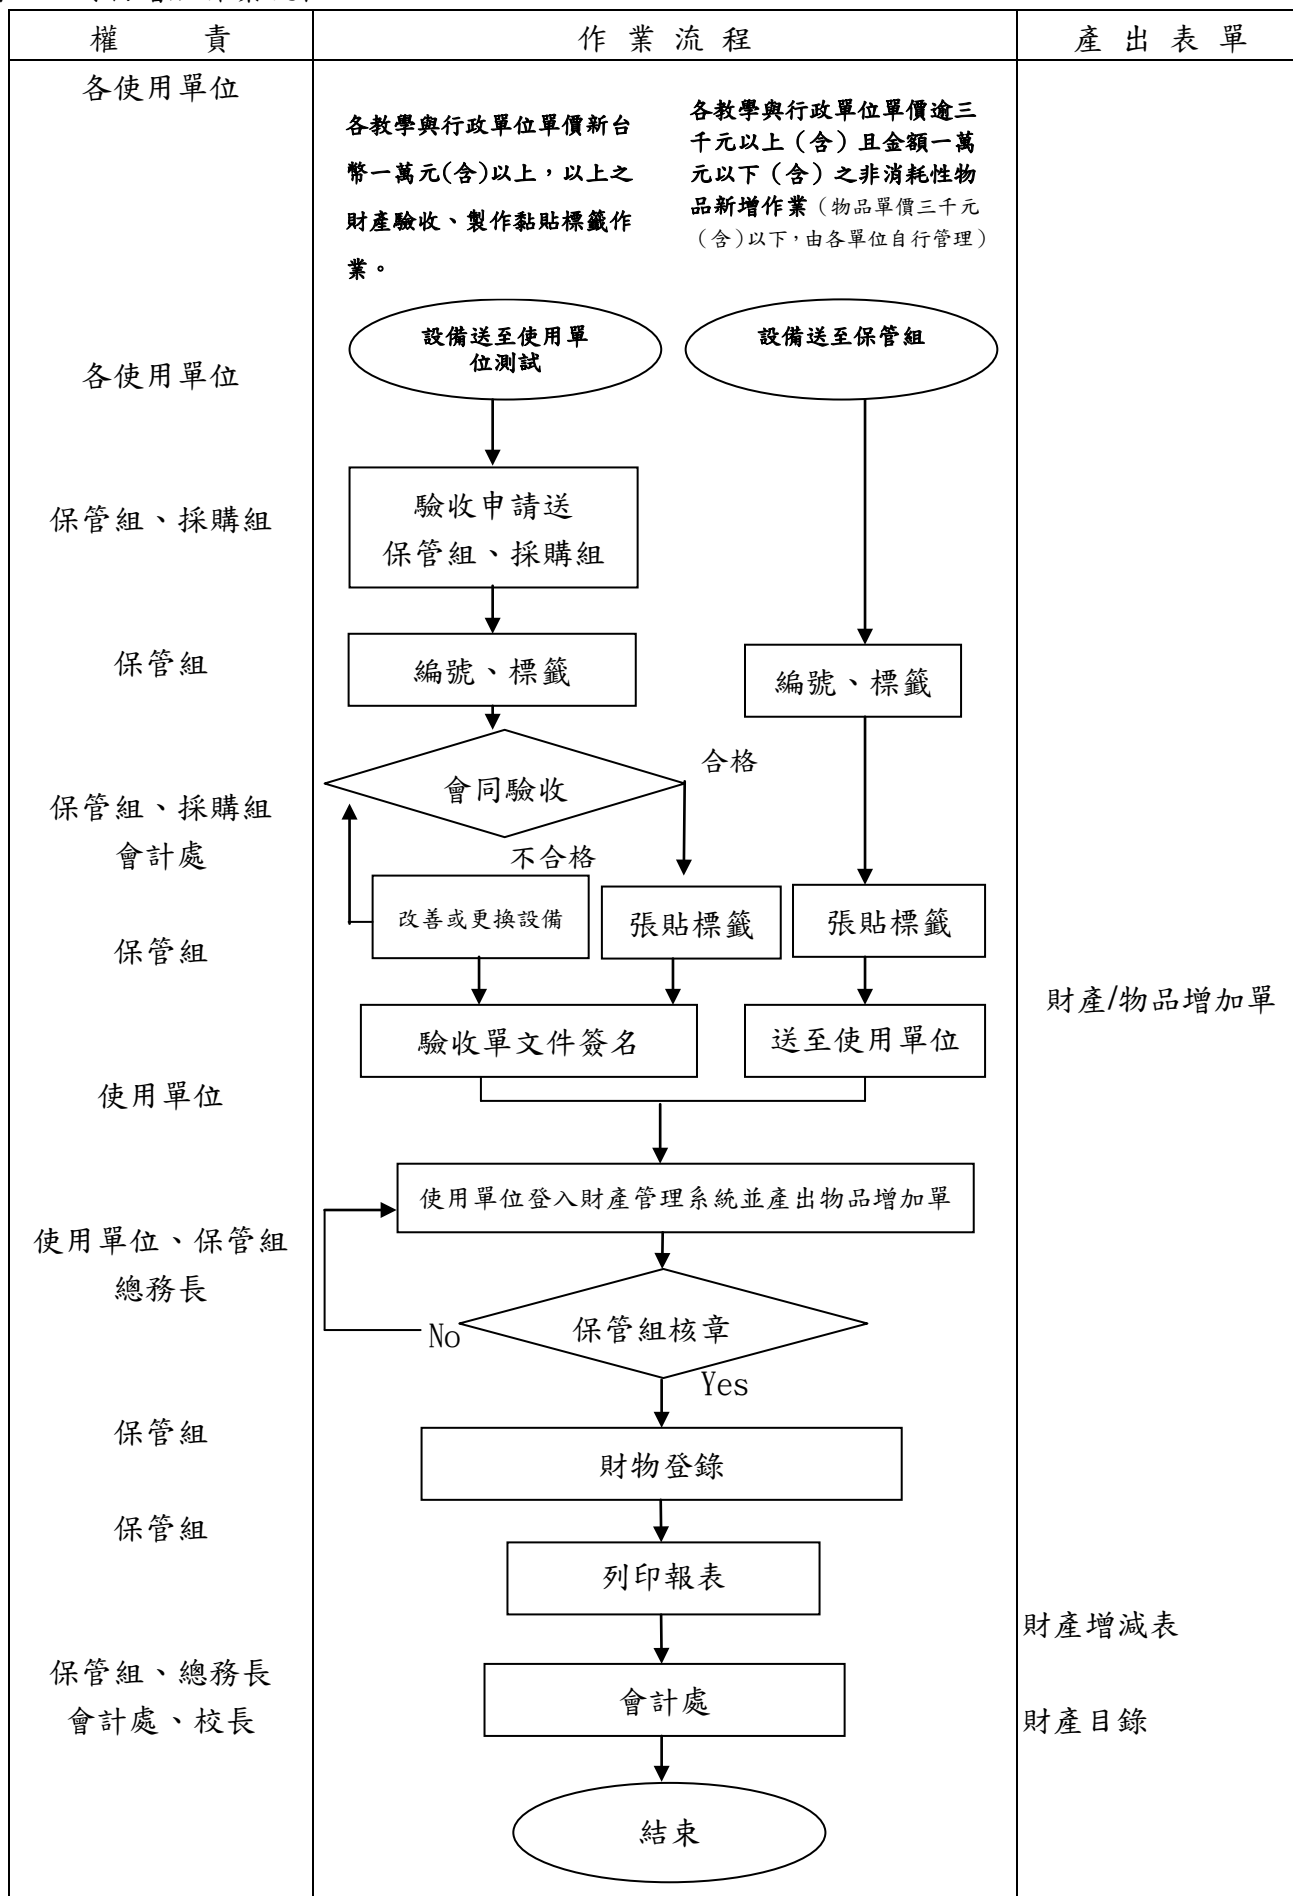 權 責
作 業 流 程
產 出 表 單
各使用單位
各教學與行政單位單價新台
幣一萬元(含)以上，以上之
財產驗收、製作黏貼標籤作
業。
各教學與行政單位單價逾三
千元以上（含）且金額一萬
元以下（含）之非消耗性物
品新增作業（物品單價三千元
（含)以下，由各單位自行管理）
設備送至使用單
位測試
設備送至保管組
各使用單位
保管組、採購組
驗收申請送
保管組、採購組
保管組
編號、標籤
編號、標籤
合格
會同驗收
保管組、採購組
會計處
不合格
改善或更換設備
張貼標籤
張貼標籤
保管組
財產/物品增加單
驗收單文件簽名
送至使用單位
使用單位
使用單位登入財產管理系統並產出物品增加單
使用單位、保管組
總務長
No
保管組核章
Yes
保管組
財物登錄
保管組
列印報表
財產增減表
保管組、總務長
會計處、校長
會計處
財產目錄
結束